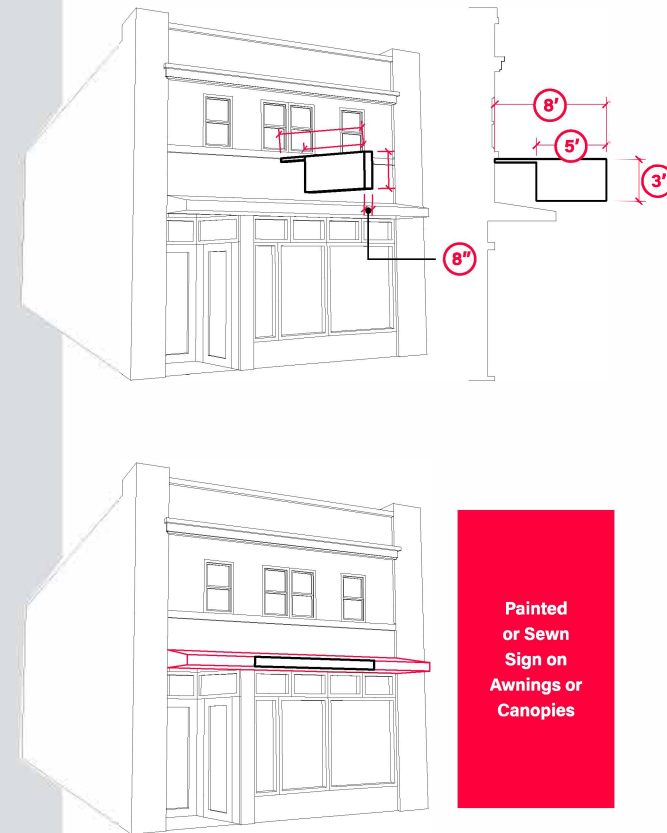 8′
5′
3′
8″
Painted
or Sewn
Sign on
Awnings or
Canopies